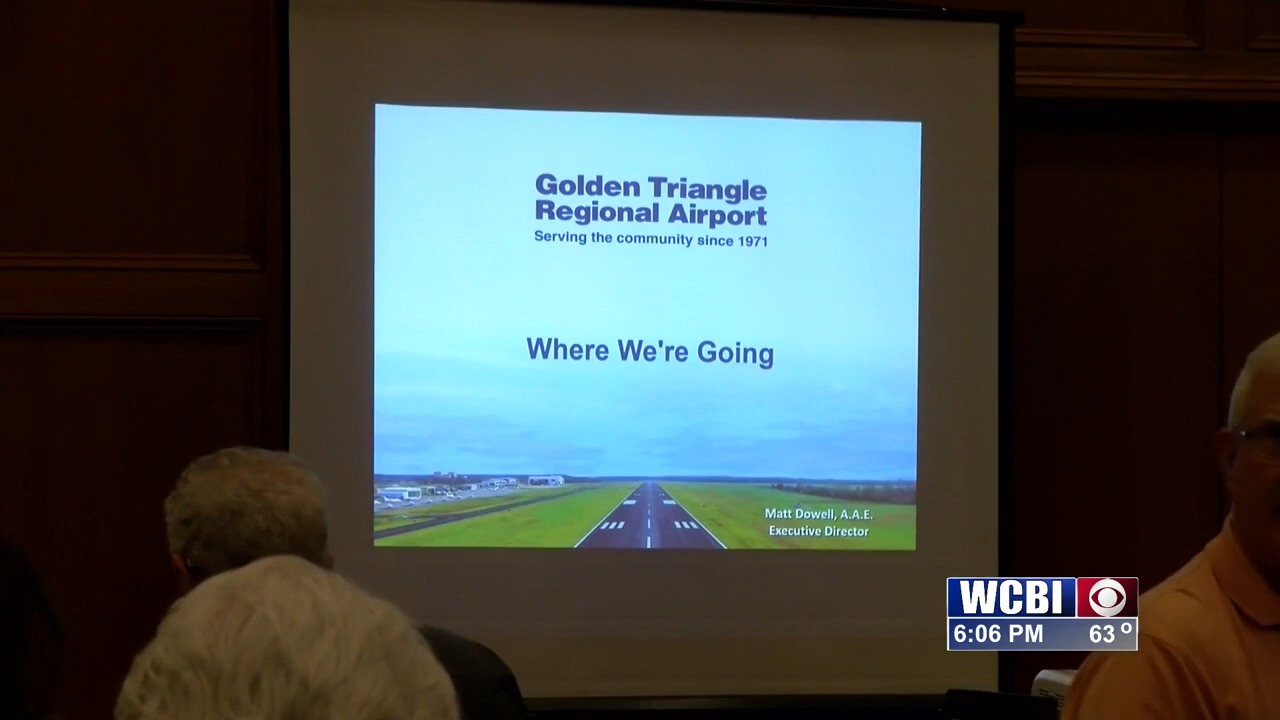 Golden Triangle
Regional Airport
Serving the community since 1971
Where We're Going
Matt Dowell, A.A.E.
Executive Director
WCBI
6:06 PM 63°